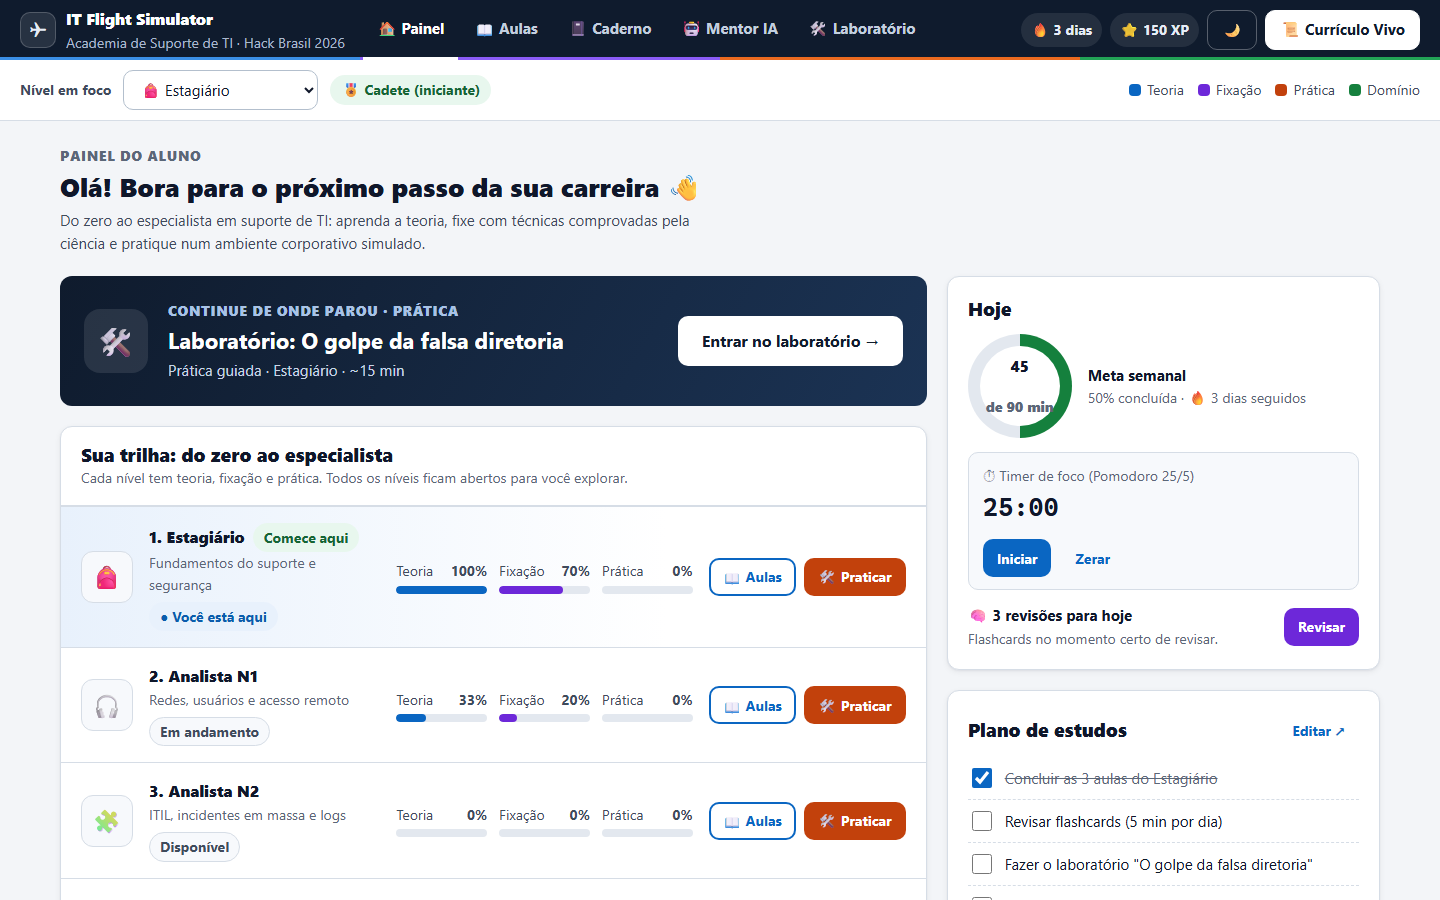 IT Flight Simulator
Academia de Suporte de TI · Hack Brasil 2026
Painel
Aulas
Caderno
Mentor IA
Laboratório
3 dias
150 XP
Currículo Vivo
Nível em foco
Estagiário
Cadete (iniciante)
Teoria
Fixação
Prática
Domínio
PAINEL DO ALUNO
Olá! Bora para o próximo passo da sua carreira
Do zero ao especialista em suporte de TI: aprenda a teoria, fixe com técnicas comprovadas pela
ciência e pratique num ambiente corporativo simulado.
CONTINUE DE ONDE PAROU · PRÁTICA
Laboratório: O golpe da falsa diretoria
Prática guiada · Estagiário · ~15 min
Entrar no laboratório →
Sua trilha: do zero ao especialista
Cada nível tem teoria, fixação e prática. Todos os níveis ficam abertos para você explorar.
1. Estagiário
Comece aqui
Fundamentos do suporte e
segurança
● Você está aqui
Teoria 100%
Fixação 70%
Prática 0%
Aulas
Praticar
2. Analista N1
Redes, usuários e acesso remoto
Em andamento
Teoria 33%
Fixação 20%
Prática 0%
Aulas
Praticar
3. Analista N2
ITIL, incidentes em massa e logs
Disponível
Teoria 0%
Fixação 0%
Prática 0%
Aulas
Praticar
Hoje
45
de 90 min
Meta semanal
50% concluída · 3 dias seguidos
Timer de foco (Pomodoro 25/5)
25:00
Iniciar
Zerar
3 revisões para hoje
Flashcards no momento certo de revisar.
Revisar
Plano de estudos
Editar ↗
Concluir as 3 aulas do Estagiário
Revisar flashcards (5 min por dia)
Fazer o laboratório "O golpe da falsa diretoria"